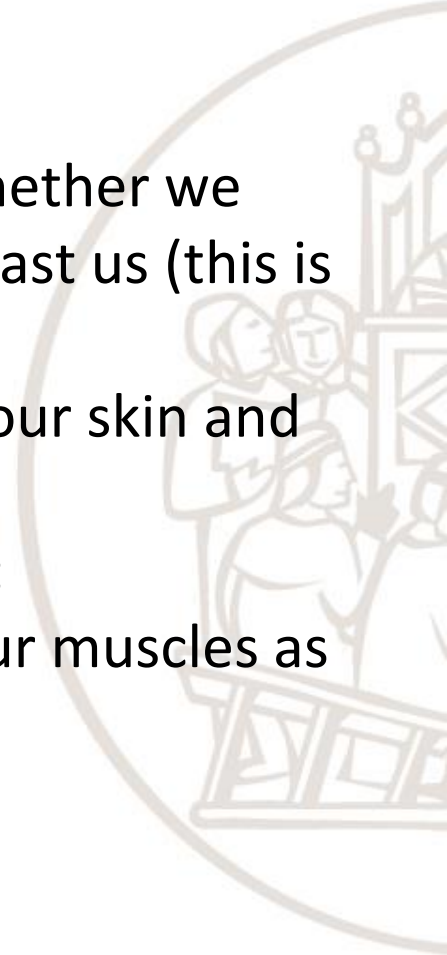 hether we
ast us (this is
our skin and
ur muscles as